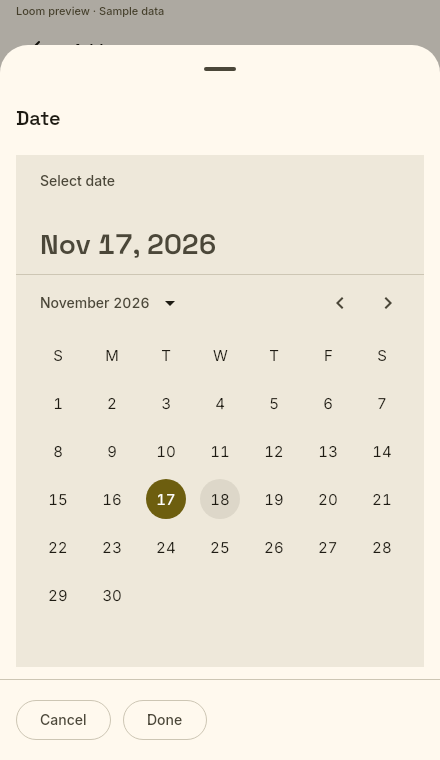 Loom preview · Sample data
Date
Select date
Nov 17, 2026
November 2026
S M T W T F S
1 2 3 4 5 6 7
8 9 10 11 12 13 14
15 16 17 18 19 20 21
22 23 24 25 26 27 28
29 30
Cancel Done